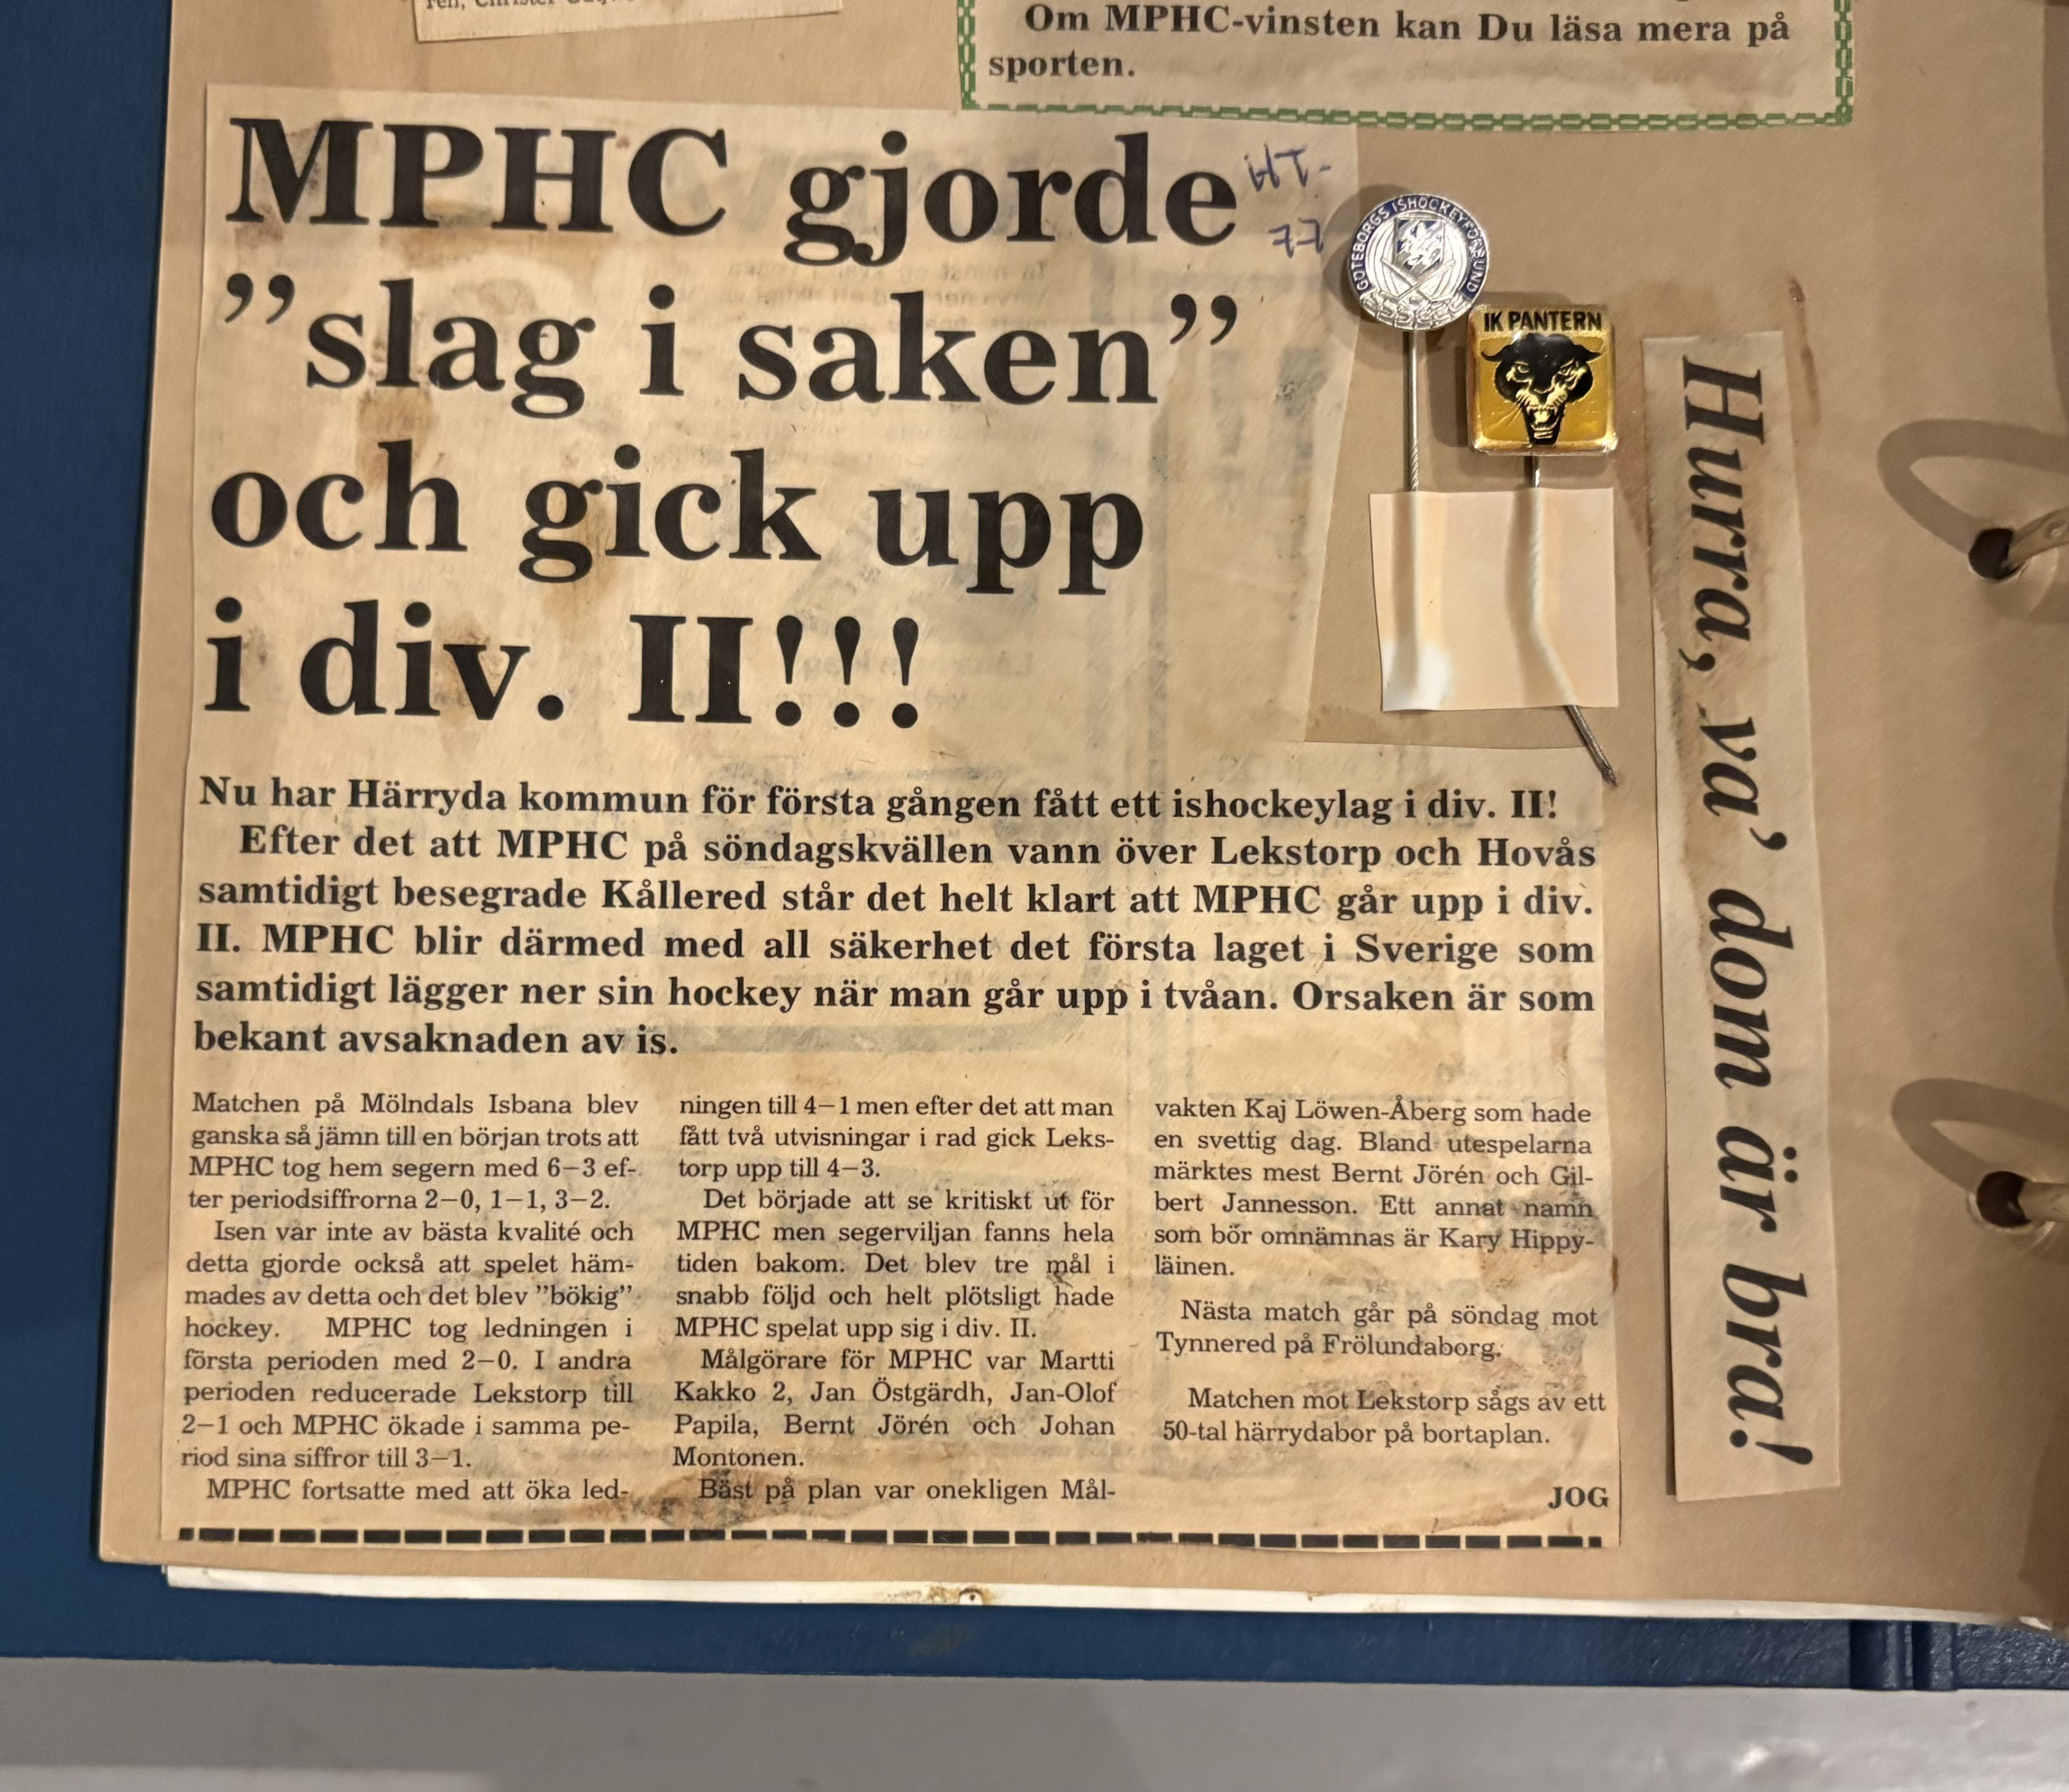 Om MPHC-vinsten kan Du läsa mera på
sporten.
MPHC gjorde
”slag i saken”
och gick upp
i div. II!!!
HT-
77
GÖTEBORGS ISHOCKEYFÖRBUND
IK PANTERN
Hurra, va’ dom är bra!
Nu har Härryda kommun för första gången fått ett ishockeylag i div. II!
Efter det att MPHC på söndagskvällen vann över Lekstorp och Hovås
samtidigt besegrade Kållered står det helt klart att MPHC går upp i div.
II. MPHC blir därmed med all säkerhet det första laget i Sverige som
samtidigt lägger ner sin hockey när man går upp i tvåan. Orsaken är som
bekant avsaknaden av is.
Matchen på Mölndals Isbana blev
ganska så jämn till en början trots att
MPHC tog hem segern med 6–3 ef-
ter periodsiffrorna 2–0, 1–1, 3–2.
Isen var inte av bästa kvalité och
detta gjorde också att spelet häm-
mades av detta och det blev ”bökig”
hockey. MPHC tog ledningen i
första perioden med 2–0. I andra
perioden reducerade Lekstorp till
2–1 och MPHC ökade i samma pe-
riod sina siffror till 3–1.
MPHC fortsatte med att öka led-
ningen till 4–1 men efter det att man
fått två utvisningar i rad gick Leks-
torp upp till 4–3.
Det började att se kritiskt ut för
MPHC men segerviljan fanns hela
tiden bakom. Det blev tre mål i
snabb följd och helt plötsligt hade
MPHC spelat upp sig i div. II.
Målgörare för MPHC var Martti
Kakko 2, Jan Östgärdh, Jan-Olof
Papila, Bernt Jörén och Johan
Montonen.
Bäst på plan var onekligen Mål-
vakten Kaj Löwen-Åberg som hade
en svettig dag. Bland utespelarna
märktes mest Bernt Jörén och Gil-
bert Jannesson. Ett annat namn
som bör omnämnas är Kary Hippy-
läinen.
Nästa match går på söndag mot
Tynnered på Frölundaborg.
Matchen mot Lekstorp sågs av ett
50-tal härrydabor på bortaplan.
JOG